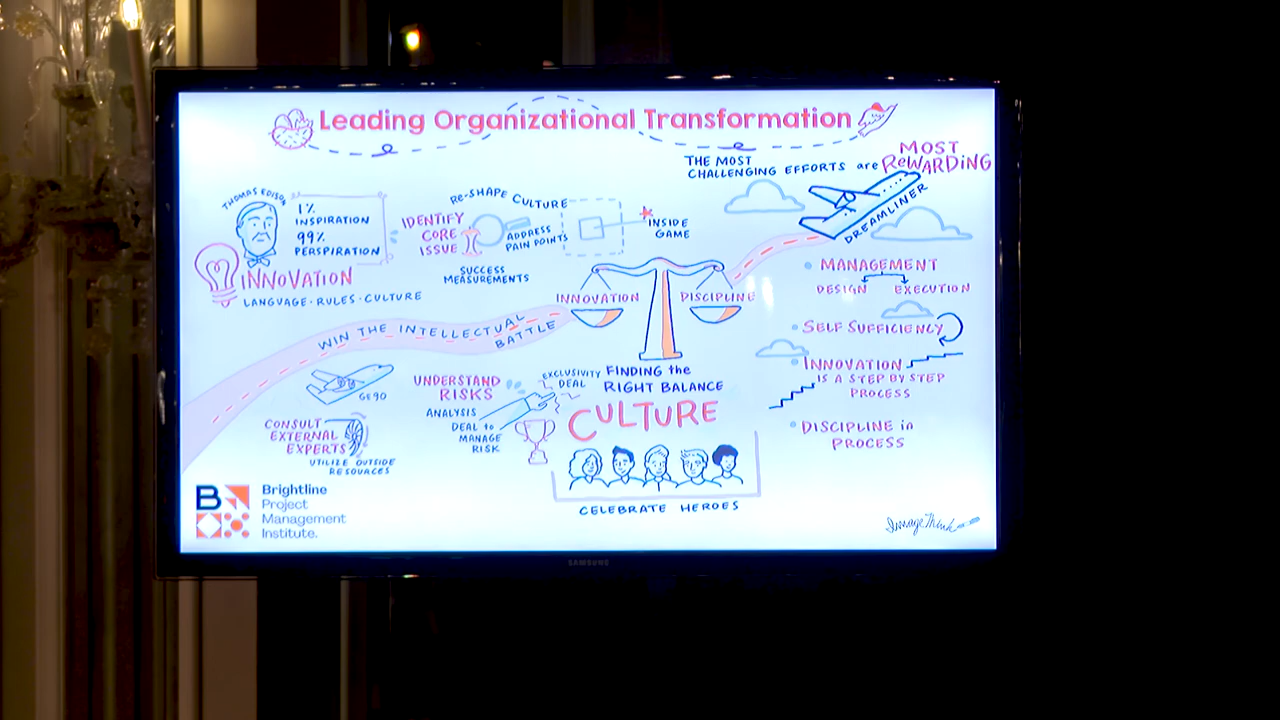 Leading Organizational Transformation
THE MOST
CHALLENGING EFFORTS are
MOST
REWARDING
DREAMLINER
THOMAS EDISON
1%
INSPIRATION
99%
PERSPIRATION
INNOVATION
LANGUAGE · RULES · CULTURE
RE-SHAPE CULTURE
IDENTIFY
CORE
ISSUE
ADDRESS
PAIN POINTS
SUCCESS
MEASUREMENTS
INSIDE
GAME
INNOVATION
DISCIPLINE
FINDING the
RIGHT BALANCE
WIN THE INTELLECTUAL
BATTLE
GE90
CONSULT
EXTERNAL
EXPERTS
UTILIZE OUTSIDE
RESOURCES
UNDERSTAND
RISKS
ANALYSIS
DEAL to
MANAGE
RISK
EXCLUSIVITY
DEAL
CULTURE
CELEBRATE HEROES
MANAGEMENT
DESIGN
EXECUTION
SELF SUFFICIENCY
INNOVATION
IS A STEP BY STEP
PROCESS
DISCIPLINE in
PROCESS
B
Brightline
Project
Management
Institute.
ImageThink
SAMSUNG